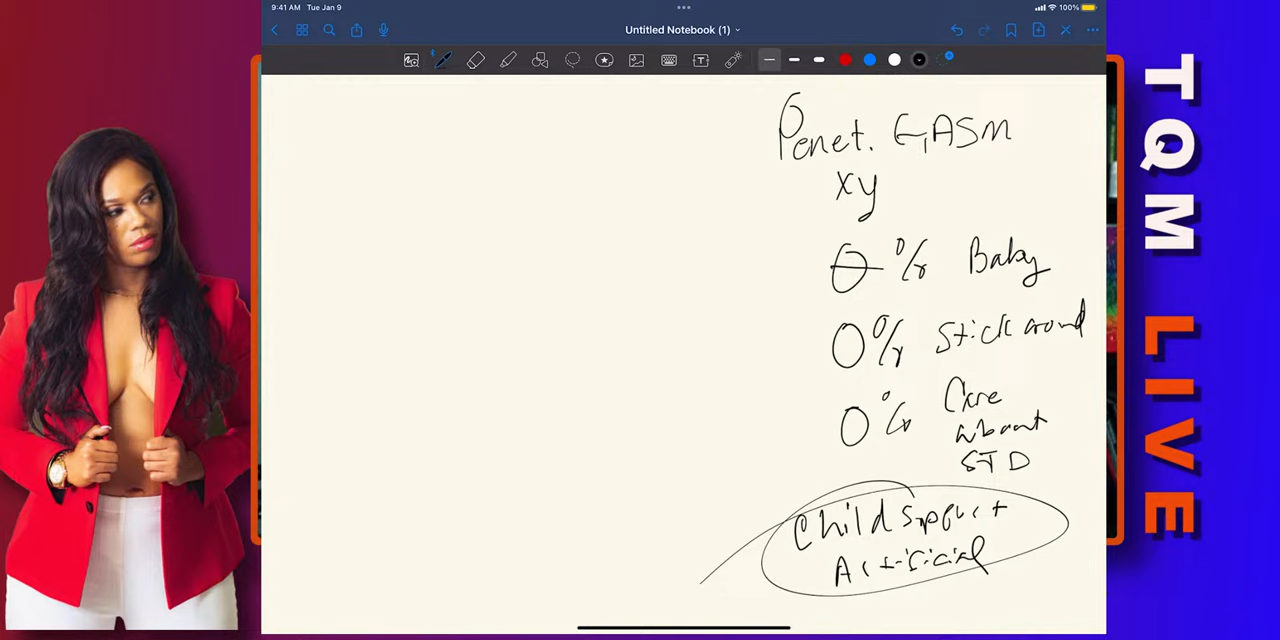 9:41 AM Tue Jan 9
100%
Untitled Notebook (1)
Penet. GASM
xy
0% Baby
0% Stick around
0% Care
about
STD
Child Support
Artificial
TQM LIVE